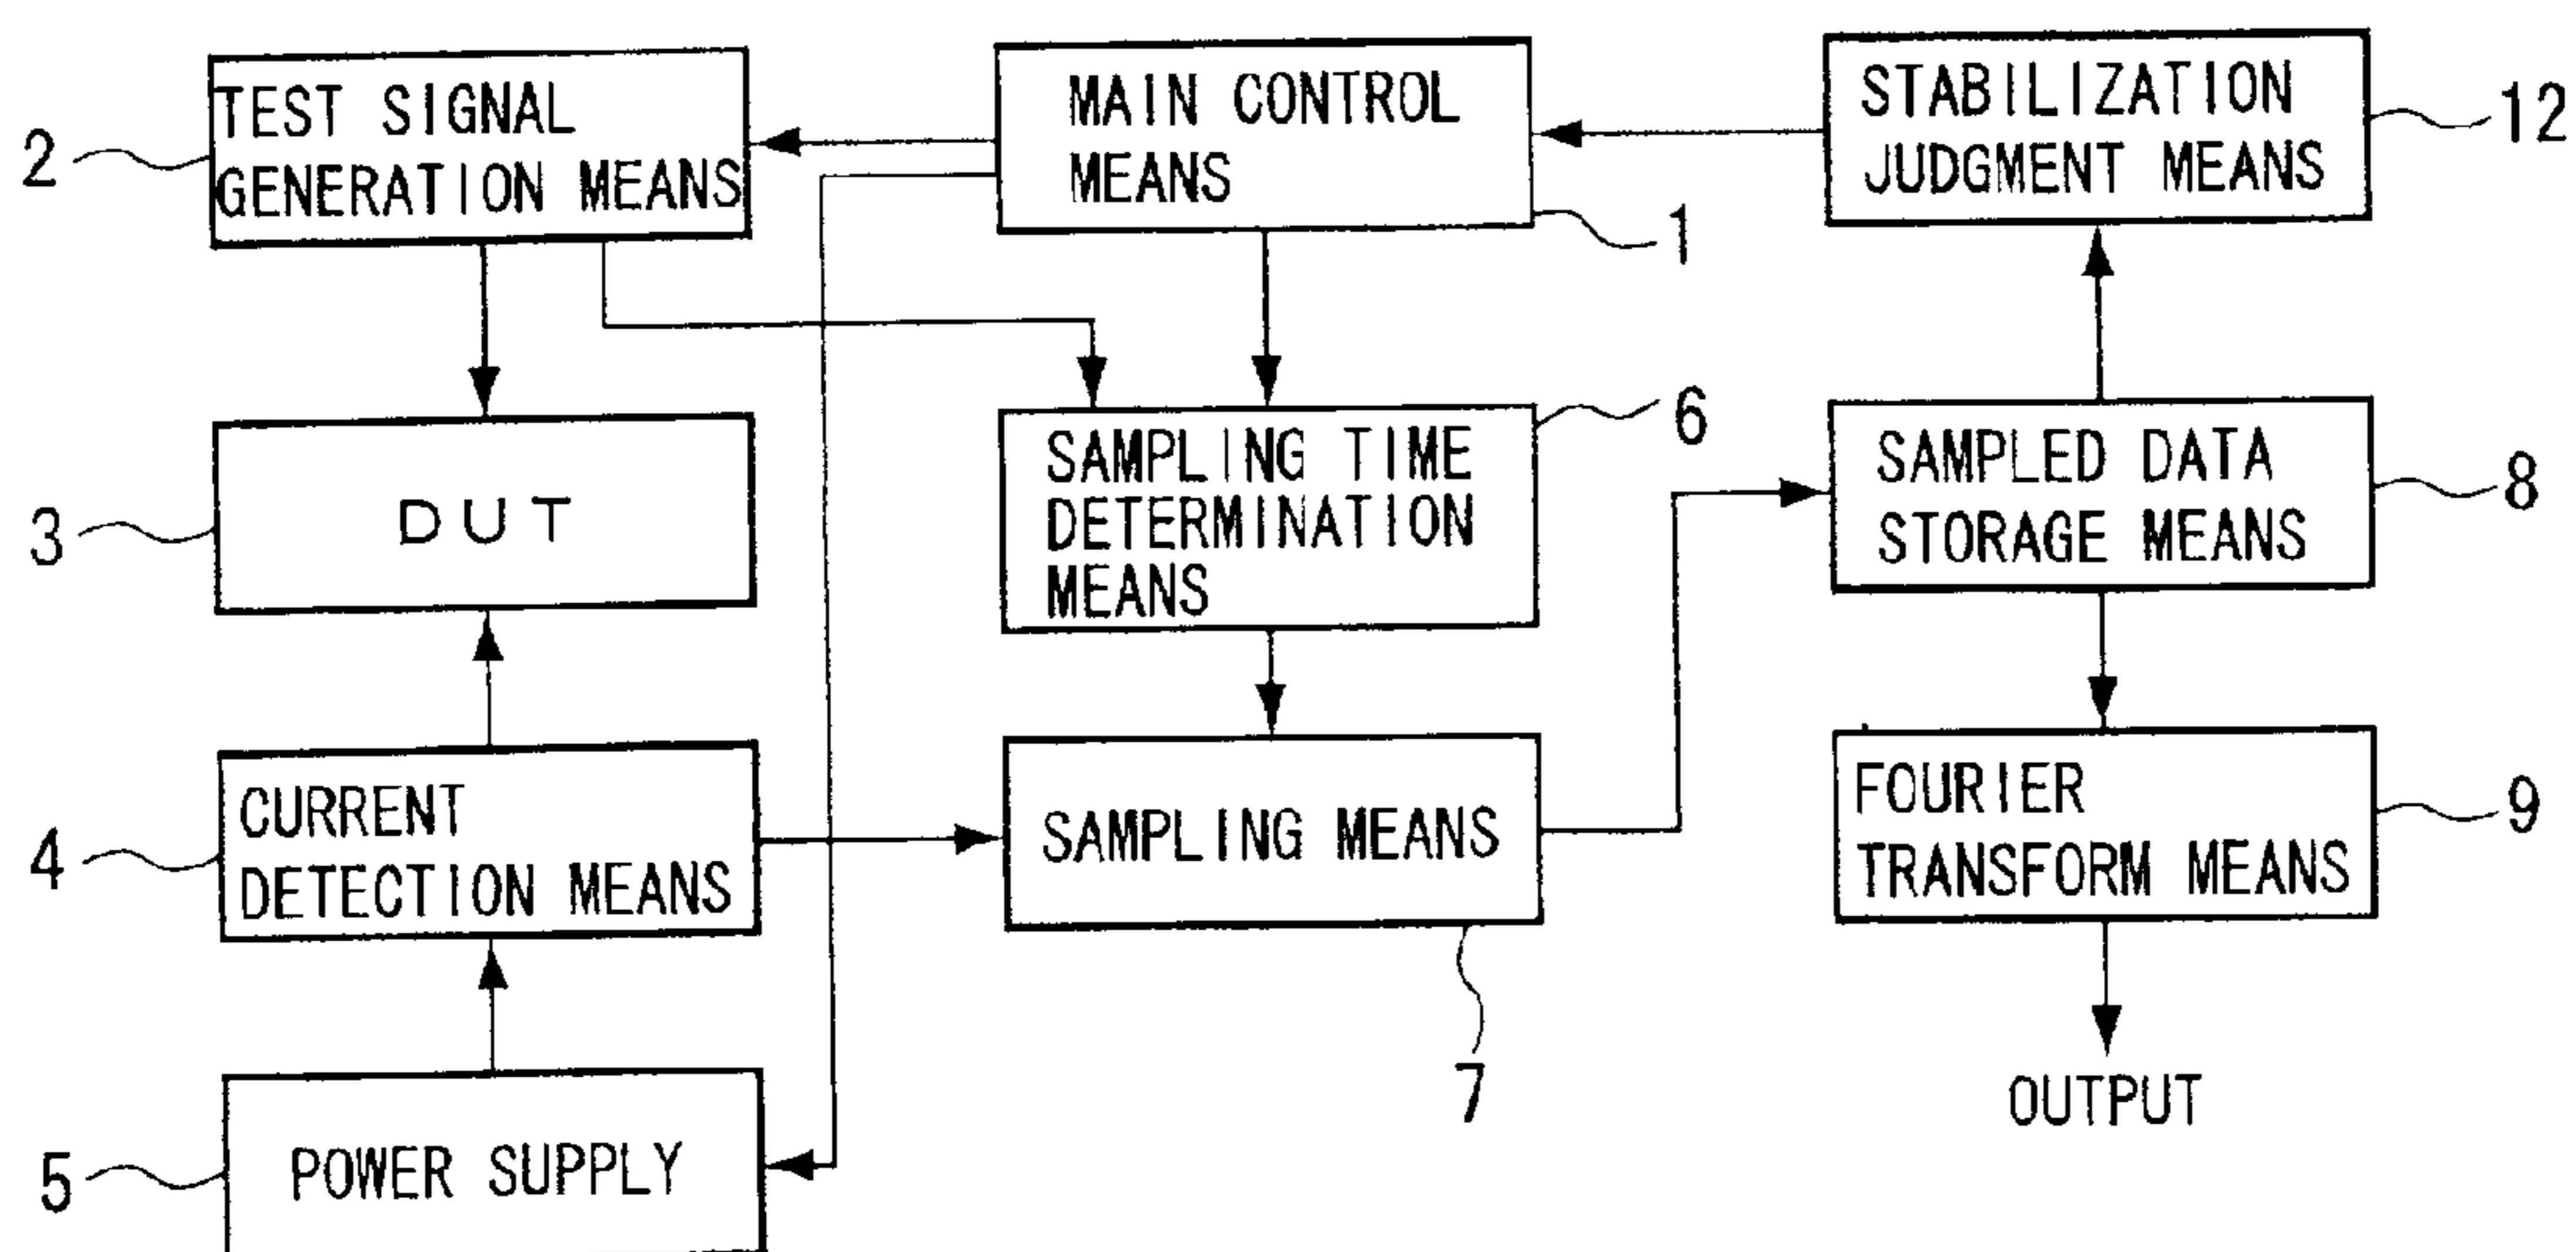 TEST SIGNAL
GENERATION MEANS
2
MAIN CONTROL
MEANS
1
STABILIZATION
JUDGMENT MEANS
12
DUT
3
SAMPLING TIME
DETERMINATION
MEANS
6
SAMPLED DATA
STORAGE MEANS
8
CURRENT
DETECTION MEANS
4
SAMPLING MEANS
7
FOURIER
TRANSFORM MEANS
9
POWER SUPPLY
5
OUTPUT